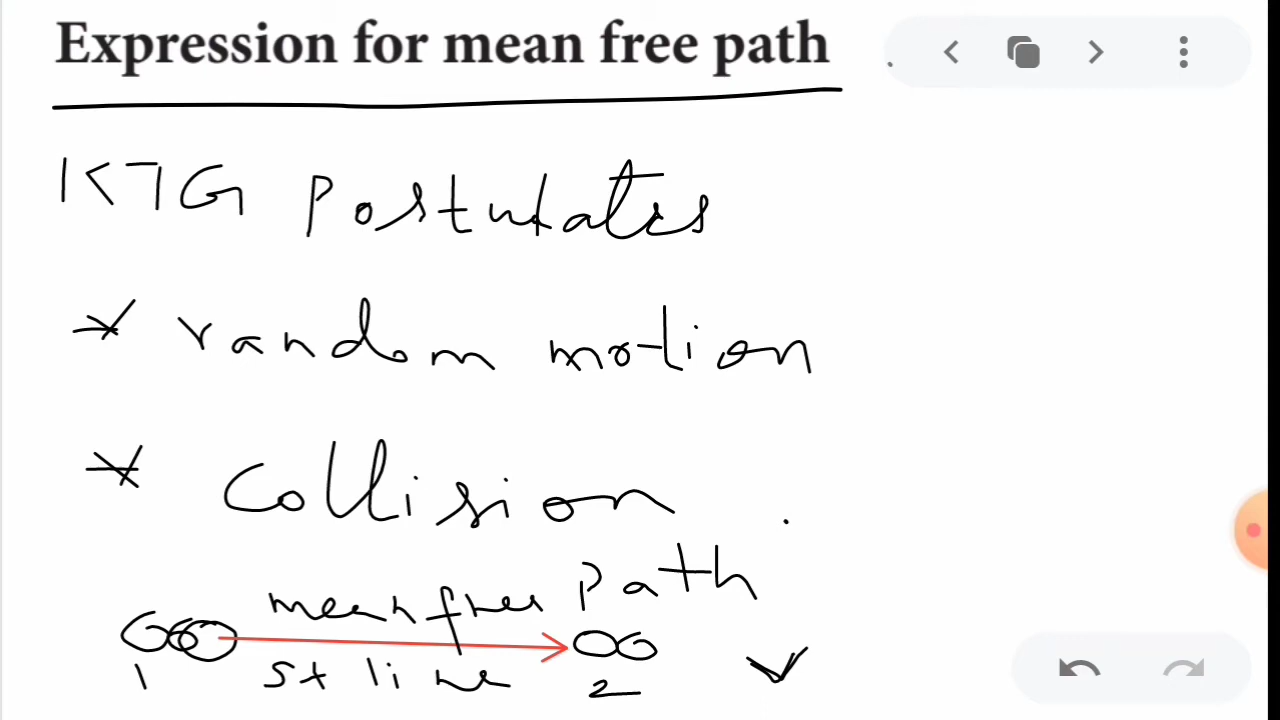 Expression for mean free path
KTG Postulates
* random motion
* Collision
mean free path
st line
1
2